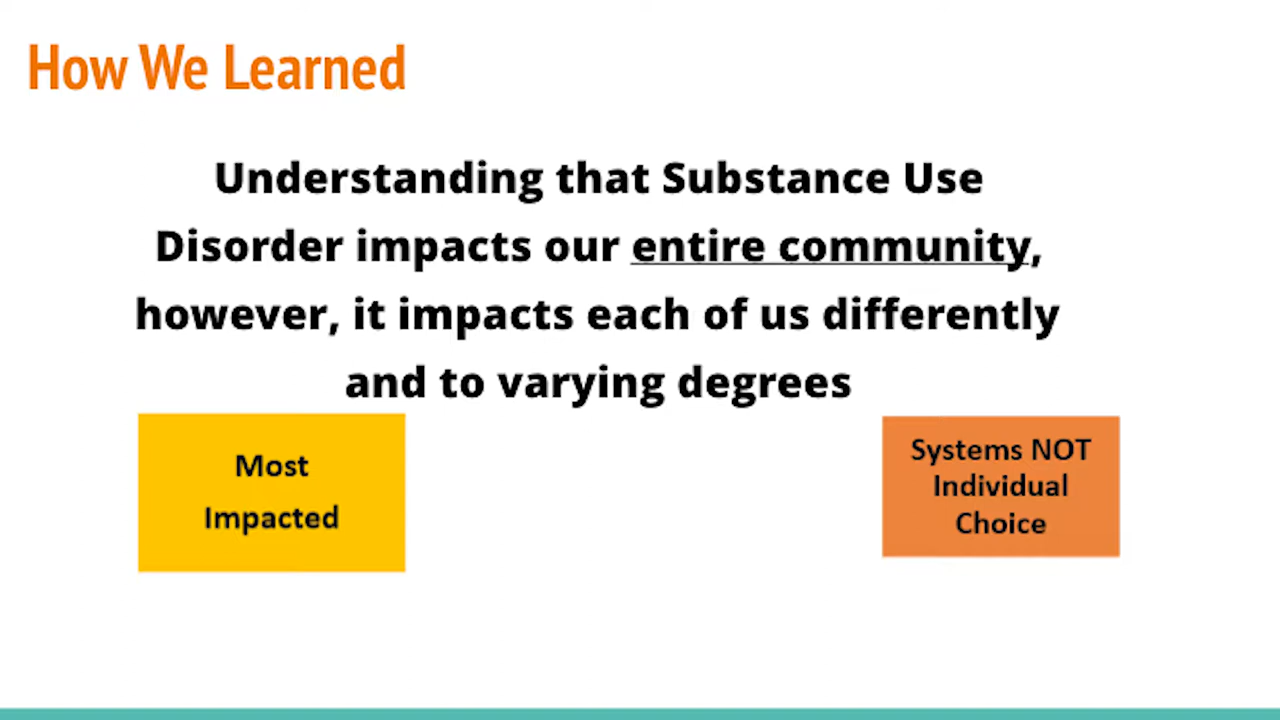 How We Learned
Understanding that Substance Use
Disorder impacts our entire community,
however, it impacts each of us differently
and to varying degrees
Most
Impacted
Systems NOT
Individual
Choice